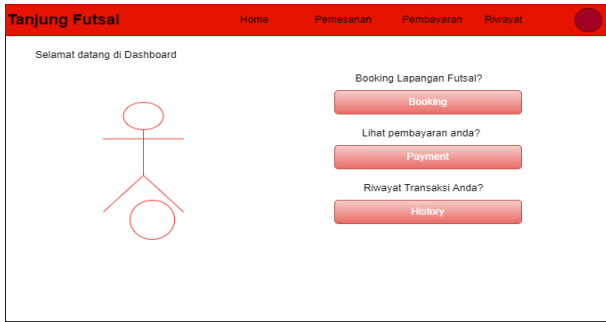 Tanjung Futsal Home Pemesanan Pembayaran Riwayat
Selamat datang di Dashboard
Booking Lapangan Futsal?
Booking
Lihat pembayaran anda?
Payment
Riwayat Transaksi Anda?
History